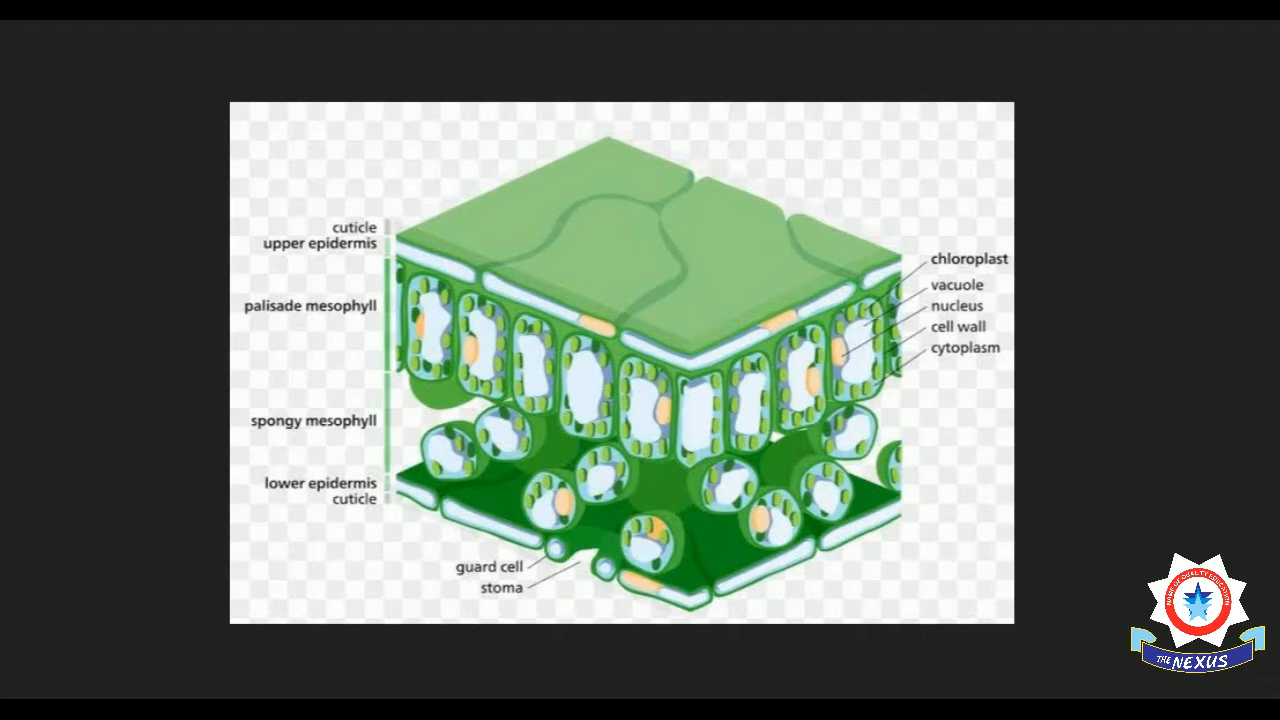 cuticle
upper epidermis
palisade mesophyll
spongy mesophyll
lower epidermis
cuticle
guard cell
stoma
chloroplast
vacuole
nucleus
cell wall
cytoplasm
THE NEXUS